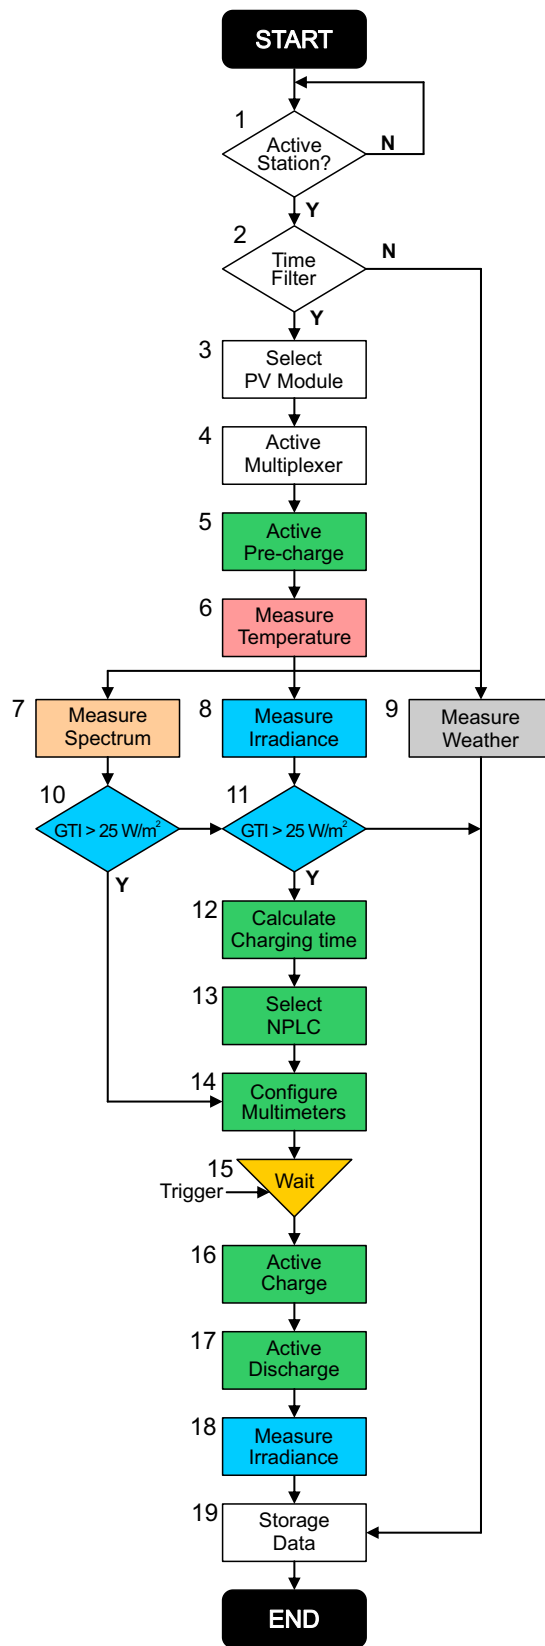 START
1
Active
Station?
N
Y
2
Time
Filter
N
Y
3
Select
PV Module
4
Active
Multiplexer
5
Active
Pre-charge
6
Measure
Temperature
7
Measure
Spectrum
8
Measure
Irradiance
9
Measure
Weather
10
GTI > 25 W/m²
Y
11
GTI > 25 W/m²
Y
12
Calculate
Charging time
13
Select
NPLC
14
Configure
Multimeters
15
Wait
Trigger
16
Active
Charge
17
Active
Discharge
18
Measure
Irradiance
19
Storage
Data
END